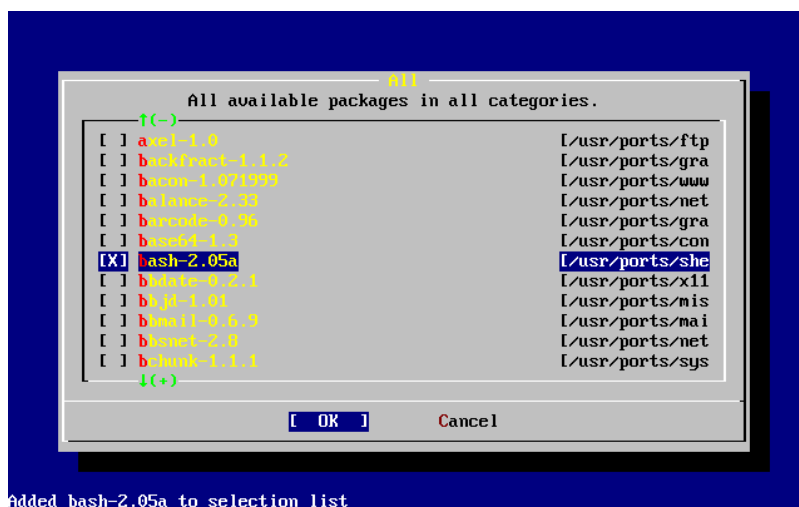 All
All available packages in all categories.
↑(-)
[ ] axel-1.0 [/usr/ports/ftp
[ ] backfract-1.1.2 [/usr/ports/gra
[ ] bacon-1.071999 [/usr/ports/www
[ ] balance-2.33 [/usr/ports/net
[ ] barcode-0.96 [/usr/ports/gra
[ ] base64-1.3 [/usr/ports/con
[X] bash-2.05a [/usr/ports/she
[ ] bbdate-0.2.1 [/usr/ports/x11
[ ] bbjd-1.01 [/usr/ports/mis
[ ] bbmail-0.6.9 [/usr/ports/mai
[ ] bbsnet-2.8 [/usr/ports/net
[ ] bchunk-1.1.1 [/usr/ports/sys
↓(+)
[ OK ] Cancel
Added bash-2.05a to selection list